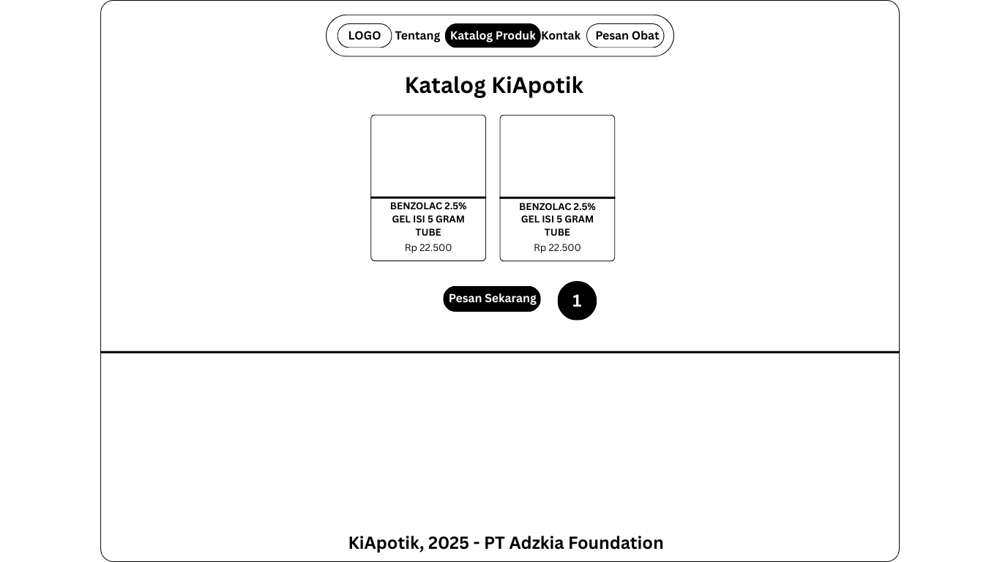 LOGO Tentang Katalog Produk Kontak Pesan Obat
Katalog KiApotik
BENZOLAC 2.5%
GEL ISI 5 GRAM
TUBE
Rp 22.500
BENZOLAC 2.5%
GEL ISI 5 GRAM
TUBE
Rp 22.500
Pesan Sekarang
1
KiApotik, 2025 - PT Adzkia Foundation